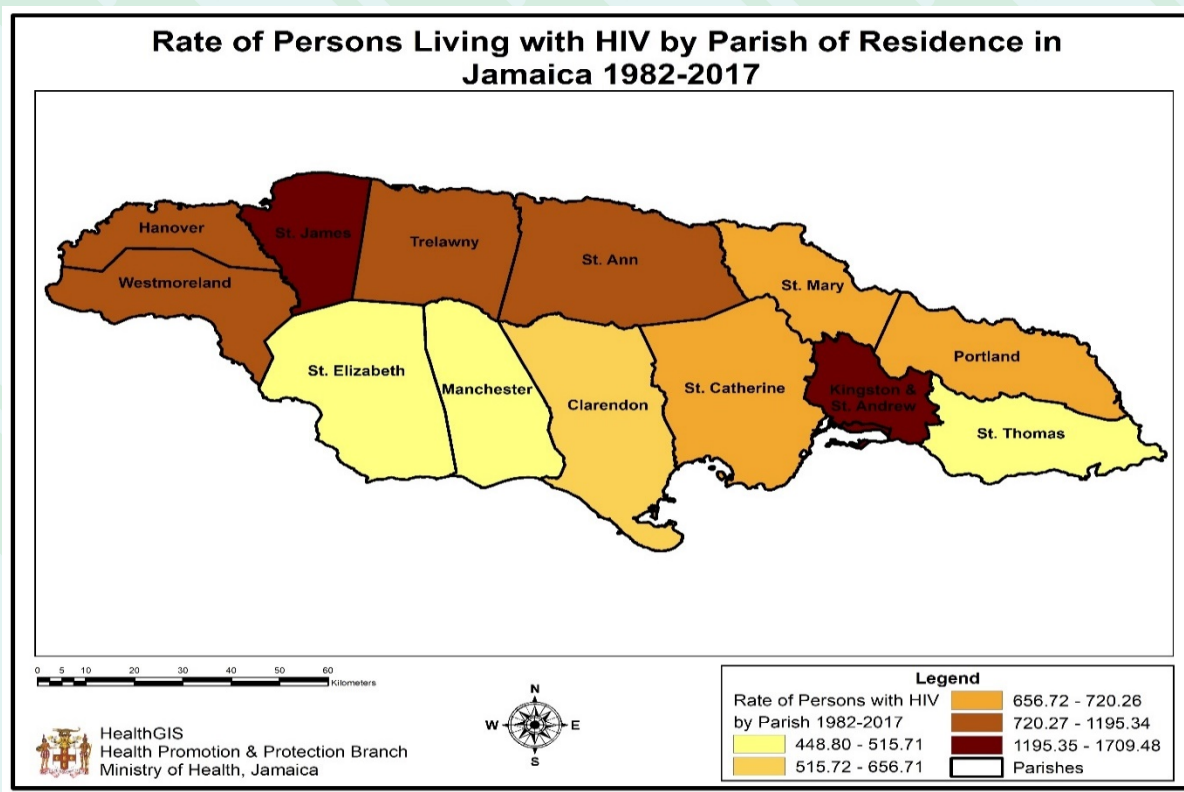 Rate of Persons Living with HIV by Parish of Residence in
Jamaica 1982-2017
Hanover
St. James
Trelawny
St. Ann
Westmoreland
St. Mary
St. Elizabeth
Manchester
Clarendon
St. Catherine
Kingston &
St. Andrew
Portland
St. Thomas
0 5 10 20 30 40 50 60
Kilometers
N
W E
S
HealthGIS
Health Promotion & Protection Branch
Ministry of Health, Jamaica
Legend
Rate of Persons with HIV
by Parish 1982-2017
448.80 - 515.71
515.72 - 656.71
656.72 - 720.26
720.27 - 1195.34
1195.35 - 1709.48
Parishes